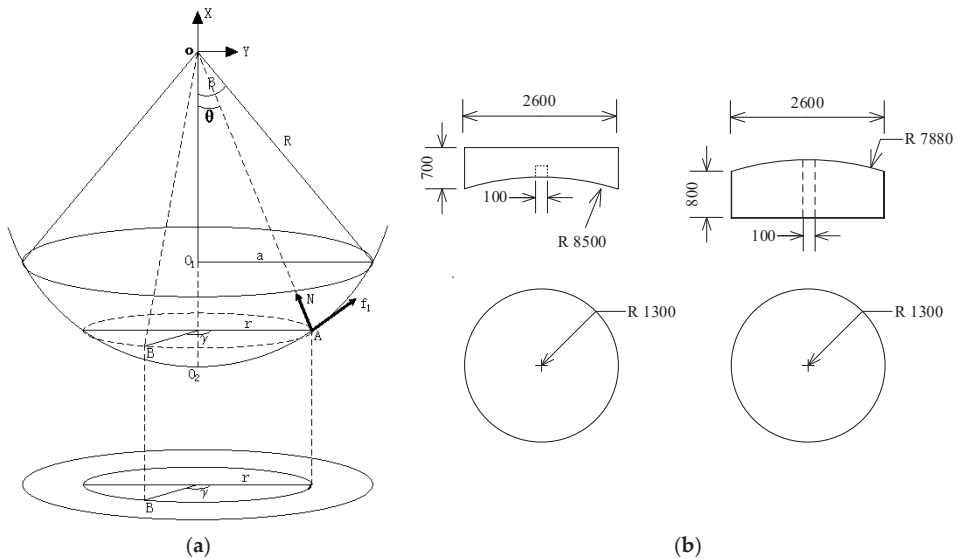 X
O
Y
β
θ
R
O₁
a
N
f₁
r
A
B
γ
O₂
r
B
γ
(a)
2600
700
100
R 8500
2600
R 7880
800
100
R 1300
R 1300
(b)